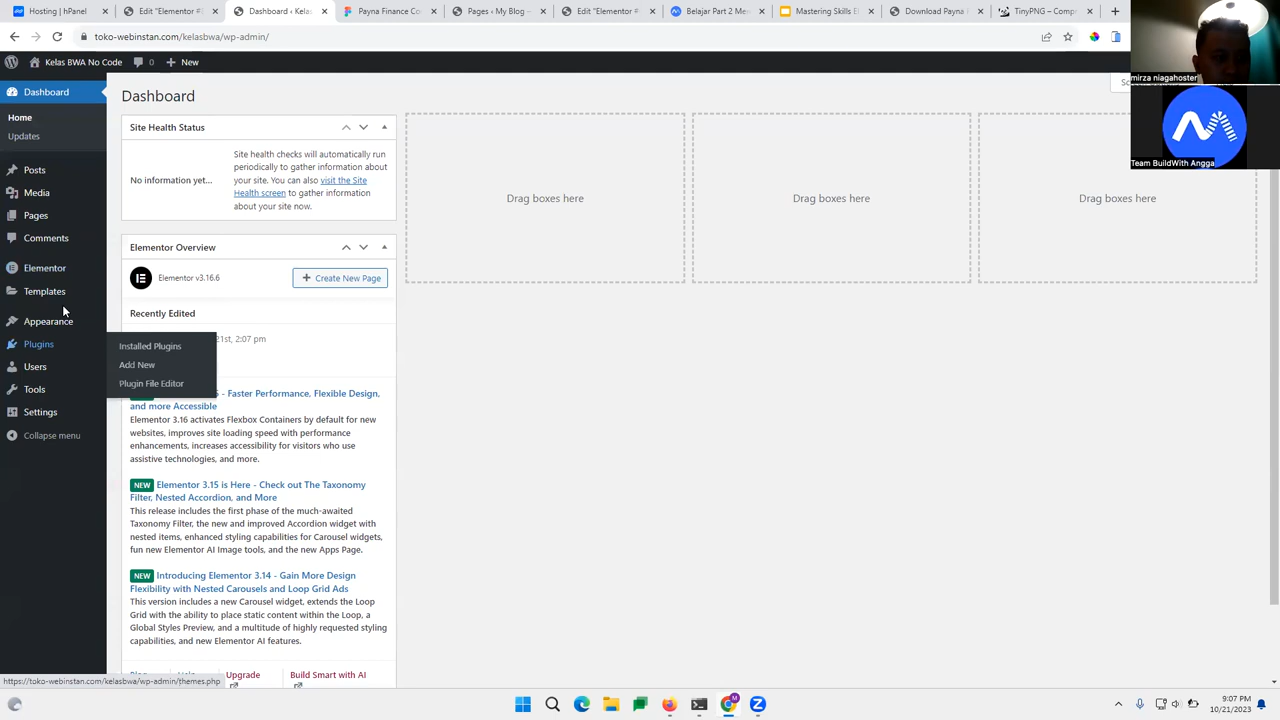 Hosting | hPanel
Edit "Elementor #
Dashboard ‹ Kelas
Payna Finance Co
Pages ‹ My Blog —
Edit "Elementor #
Belajar Part 2 Me
Mastering Skills E
Download Payna
TinyPNG – Compr
toko-webinstan.com/kelasbwa/wp-admin/
Kelas BWA No Code
0
New
mirza niagahoster
Team BuildWith Angga
Dashboard
Home
Updates
Posts
Media
Pages
Comments
Elementor
Templates
Appearance
Plugins
Users
Tools
Settings
Collapse menu
Installed Plugins
Add New
Plugin File Editor
Dashboard
Site Health Status
No information yet...
Site health checks will automatically run
periodically to gather information about
your site. You can also visit the Site
Health screen to gather information
about your site now.
Elementor Overview
Elementor v3.16.6
Create New Page
Recently Edited
21st, 2:07 pm
- Faster Performance, Flexible Design,
and more Accessible
Elementor 3.16 activates Flexbox Containers by default for new
websites, improves site loading speed with performance
enhancements, increases accessibility for visitors who use
assistive technologies, and more.
NEW Elementor 3.15 is Here - Check out The Taxonomy
Filter, Nested Accordion, and More
This release includes the first phase of the much-awaited
Taxonomy Filter, the new and improved Accordion widget with
nested items, enhanced styling capabilities for Carousel widgets,
fun new Elementor AI Image tools, and the new Apps Page.
NEW Introducing Elementor 3.14 - Gain More Design
Flexibility with Nested Carousels and Loop Grid Ads
This version includes a new Carousel widget, extends the Loop
Grid with the ability to place static content within the Loop, a
Global Styles Preview, and a multitude of highly requested styling
capabilities, and new Elementor AI features.
Upgrade
Build Smart with AI
Drag boxes here
Drag boxes here
Drag boxes here
https://toko-webinstan.com/kelasbwa/wp-admin/themes.php
9:07 PM
10/21/2023